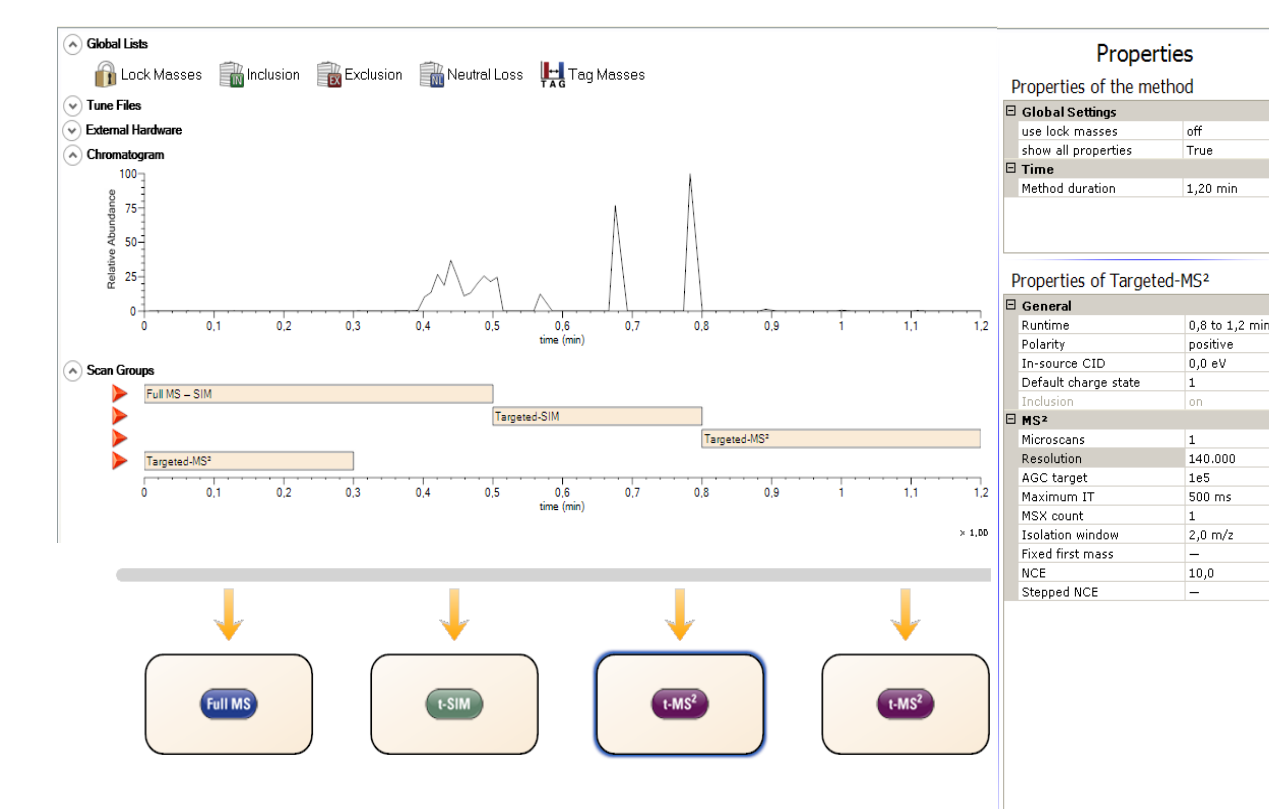 Global Lists
Lock Masses IN Inclusion EX Exclusion NL Neutral Loss TAG Tag Masses
Tune Files
External Hardware
Chromatogram
Relative Abundance
100
75
50
25
0
0 0,1 0,2 0,3 0,4 0,5 0,6 0,7 0,8 0,9 1 1,1 1,2
time (min)
Scan Groups
Full MS – SIM
Targeted-SIM
Targeted-MS²
Targeted-MS²
0 0,1 0,2 0,3 0,4 0,5 0,6 0,7 0,8 0,9 1 1,1 1,2
time (min)
> 1,00
Full MS t-SIM t-MS² t-MS²
Properties
Properties of the method
Global Settings
use lock masses off
show all properties True
Time
Method duration 1,20 min
Properties of Targeted-MS²
General
Runtime 0,8 to 1,2 min
Polarity positive
In-source CID 0,0 eV
Default charge state 1
Inclusion on
MS²
Microscans 1
Resolution 140.000
AGC target 1e5
Maximum IT 500 ms
MSX count 1
Isolation window 2,0 m/z
Fixed first mass —
NCE 10,0
Stepped NCE —